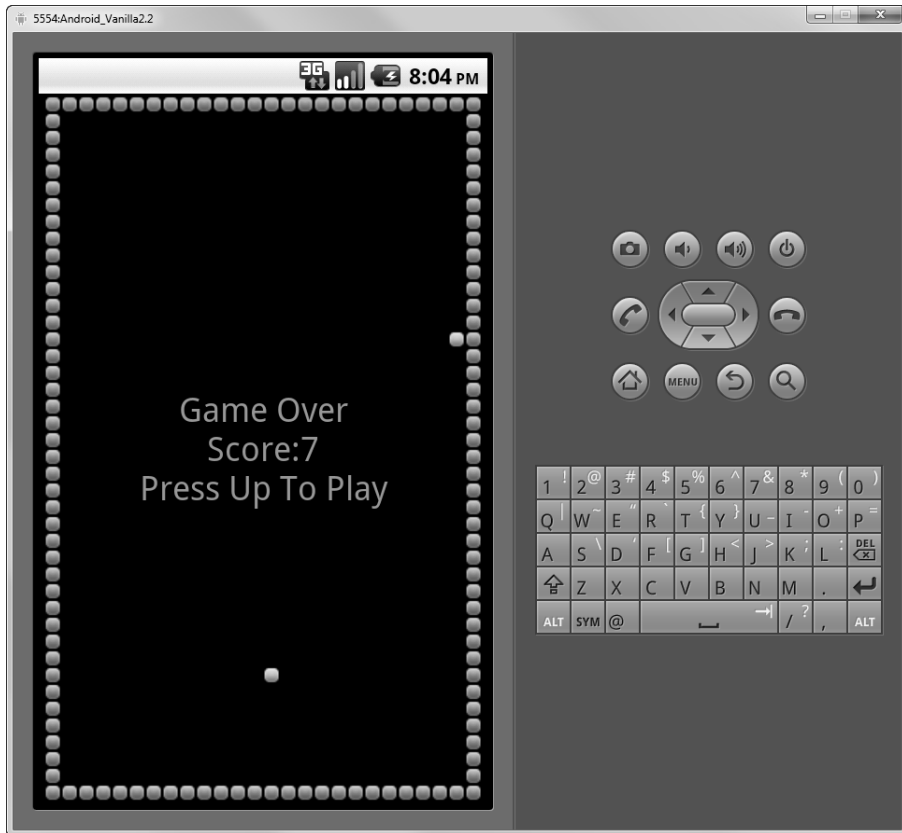 5554:Android_Vanilla2.2
3G 8:04 PM
Game Over
Score:7
Press Up To Play
MENU
1 ! 2 @ 3 # 4 $ 5 % 6 ^ 7 & 8 * 9 ( 0 )
Q | W ~ E " R ` T { Y } U _ I - O + P =
A S \ D ' F [ G ] H < J > K ; L : DEL
Z X C V B N M .
ALT SYM @ / ? , ALT